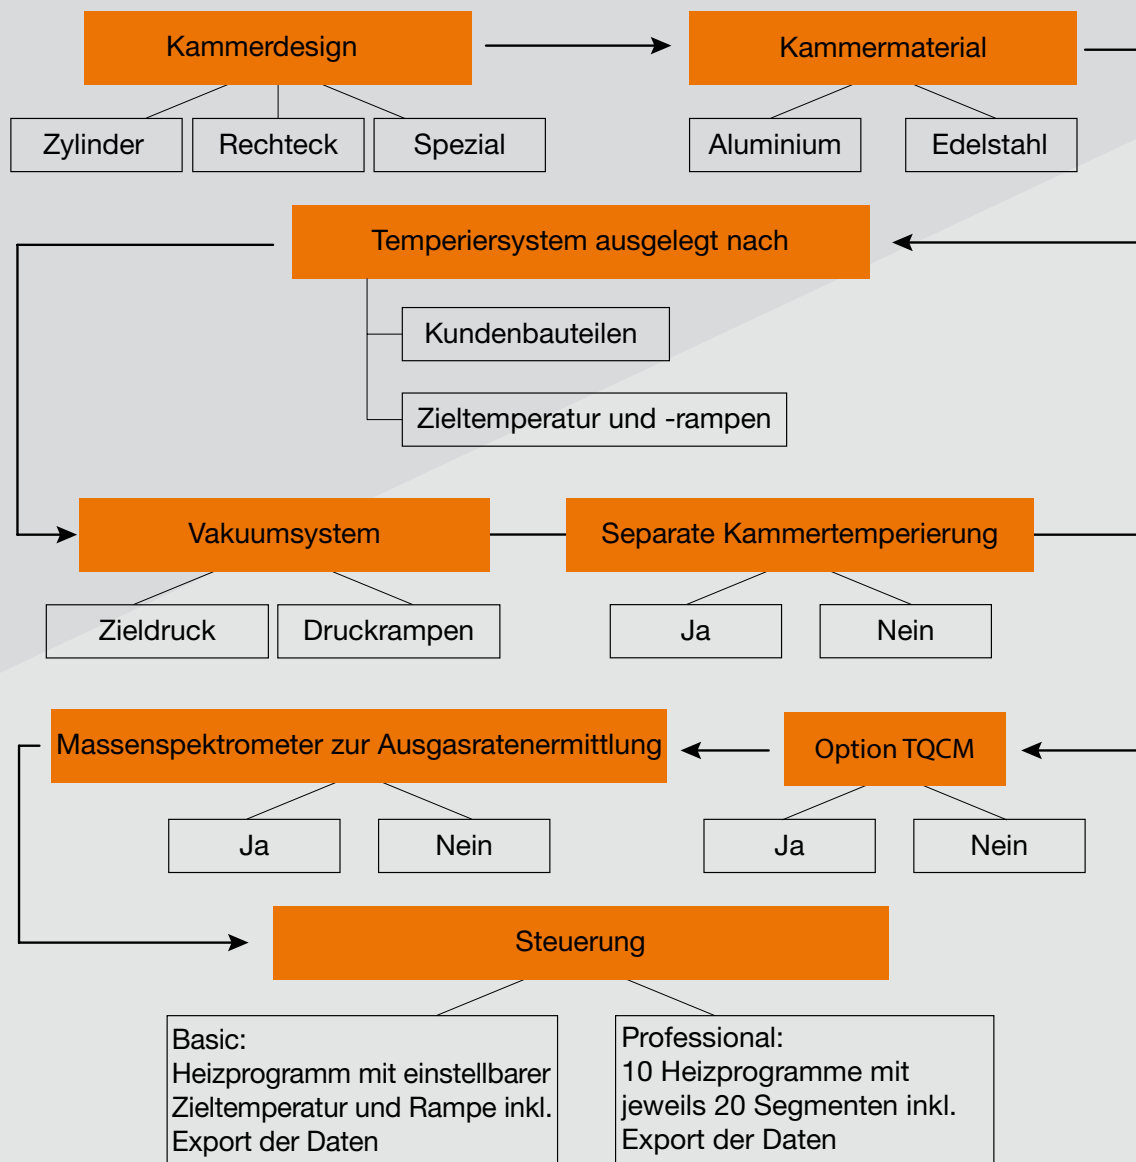 Kammerdesign
Kammermaterial
Zylinder
Rechteck
Spezial
Aluminium
Edelstahl
Temperiersystem ausgelegt nach
Kundenbauteilen
Zieltemperatur und -rampen
Vakuumsystem
Separate Kammertemperierung
Zieldruck
Druckrampen
Ja
Nein
Massenspektrometer zur Ausgasratenermittlung
Option TQCM
Ja
Nein
Ja
Nein
Steuerung
Basic:
Heizprogramm mit einstellbarer
Zieltemperatur und Rampe inkl.
Export der Daten
Professional:
10 Heizprogramme mit
jeweils 20 Segmenten inkl.
Export der Daten